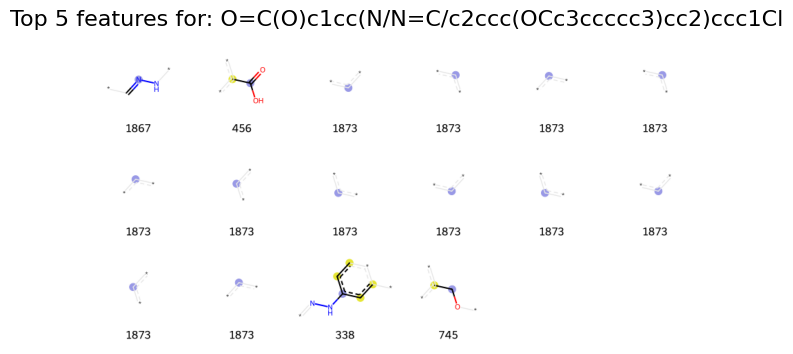 Top 5 features for: O=C(O)c1cc(N/N=C/c2ccc(OCc3ccccc3)cc2)ccc1Cl
N
N
H
O
OH
1867 456 1873 1873 1873 1873
1873 1873 1873 1873 1873 1873
N
N
H
O
1873 1873 338 745